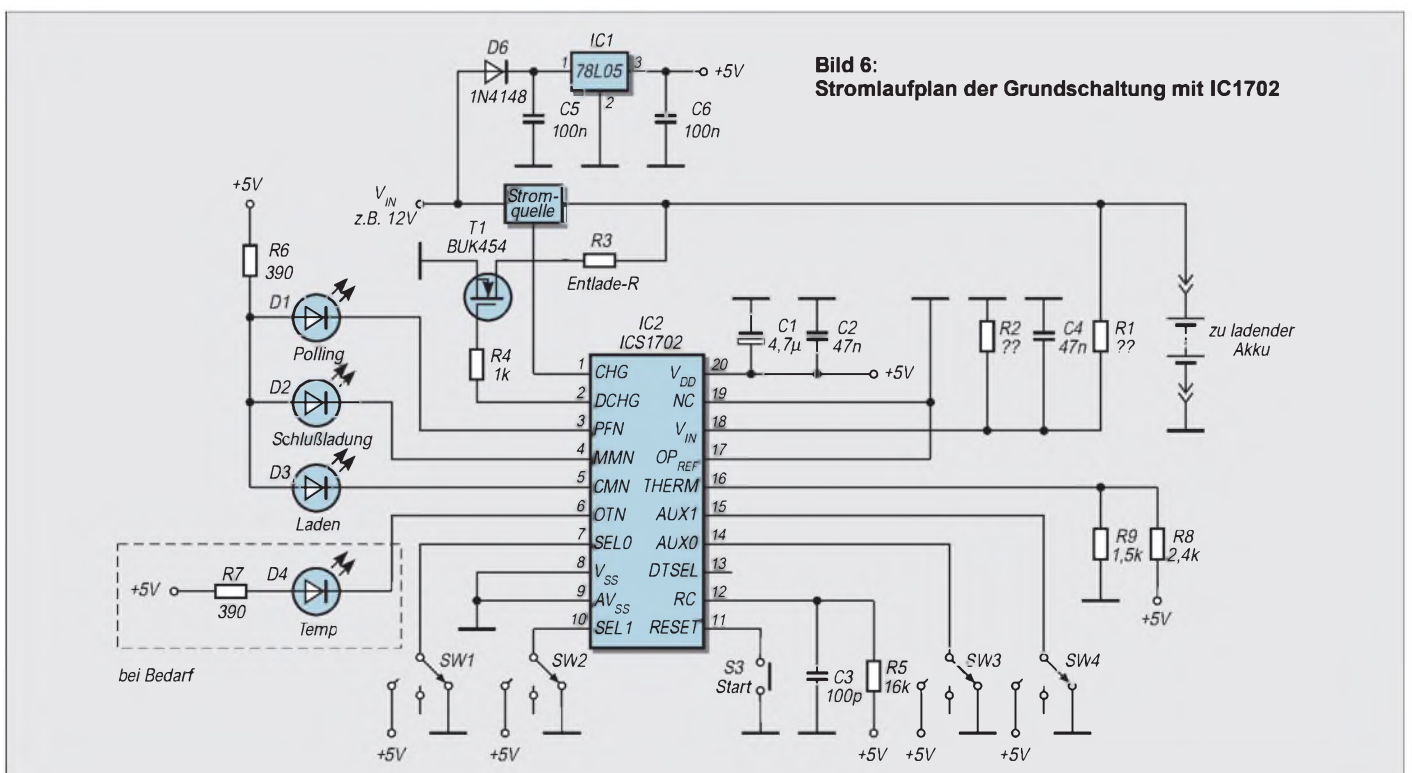 Bild 6:
Stromlaufplan der Grundschaltung mit IC1702
D6
1N4148
IC1
1 78L05 3
2
+5V
C5
100n
C6
100n
+5V
V_IN
z.B. 12V
Strom-
quelle
T1
BUK454
R3
Entlade-R
R6
390
D1
Polling
D2
Schlußladung
D3
Laden
R4
1k
IC2
ICS1702
C1
4,7µ
C2
47n
+5V
R2
??
C4
47n
R1
??
zu ladender
Akku
1 CHG
2 DCHG
3 PFN
4 MMN
5 CMN
6 OTN
7 SEL0
8 V_SS
9 AV_SS
10 SEL1
V_DD 20
NC 19
V_IN 18
OP_REF 17
THERM 16
AUX1 15
AUX0 14
DTSEL 13
RC 12
RESET 11
+5V
R7
390
D4
Temp
bei Bedarf
R9
1,5k
R8
2,4k
+5V
SW1
SW2
S3
Start
C3
100p
R5
16k
SW3
SW4
+5V
+5V
+5V
+5V
+5V